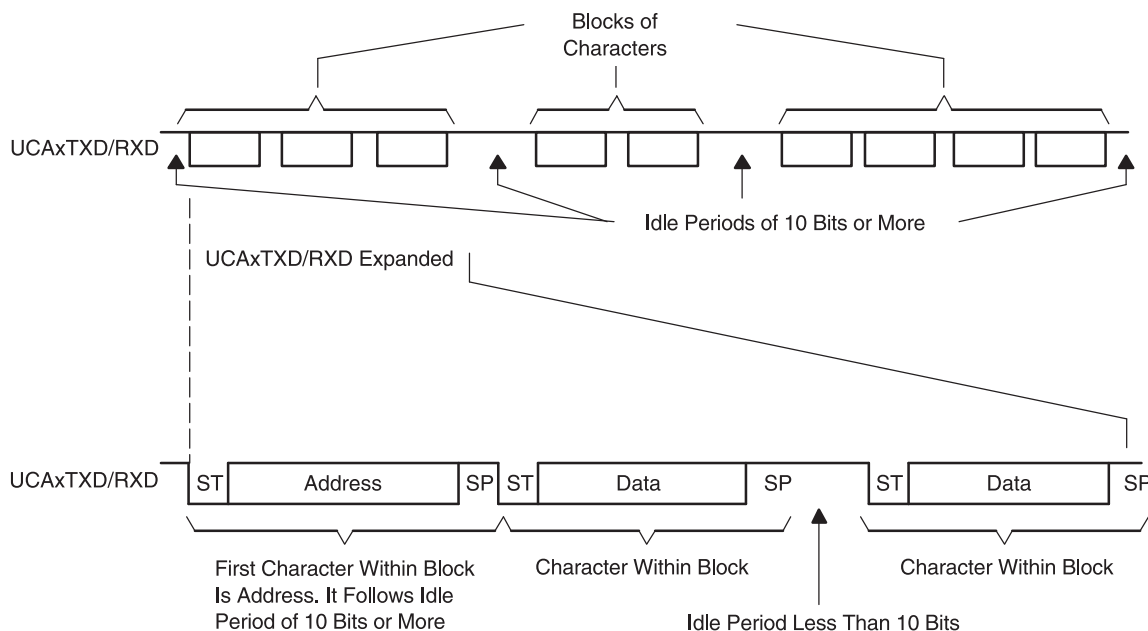 Blocks of
Characters
UCAxTXD/RXD
Idle Periods of 10 Bits or More
UCAxTXD/RXD Expanded
UCAxTXD/RXD
ST
Address
SP
ST
Data
SP
ST
Data
SP
First Character Within Block
Is Address. It Follows Idle
Period of 10 Bits or More
Character Within Block
Character Within Block
Idle Period Less Than 10 Bits